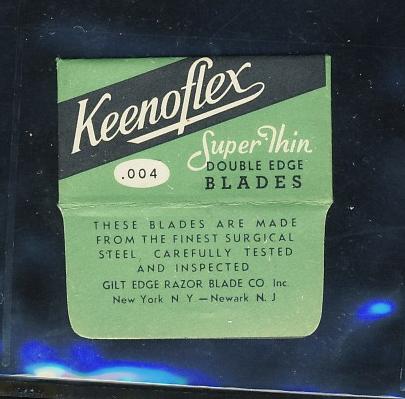 Keenoflex
Super Thin
.004
DOUBLE EDGE
BLADES
THESE BLADES ARE MADE
FROM THE FINEST SURGICAL
STEEL, CAREFULLY TESTED
AND INSPECTED
GILT EDGE RAZOR BLADE CO. Inc.
New York N Y — Newark N. J